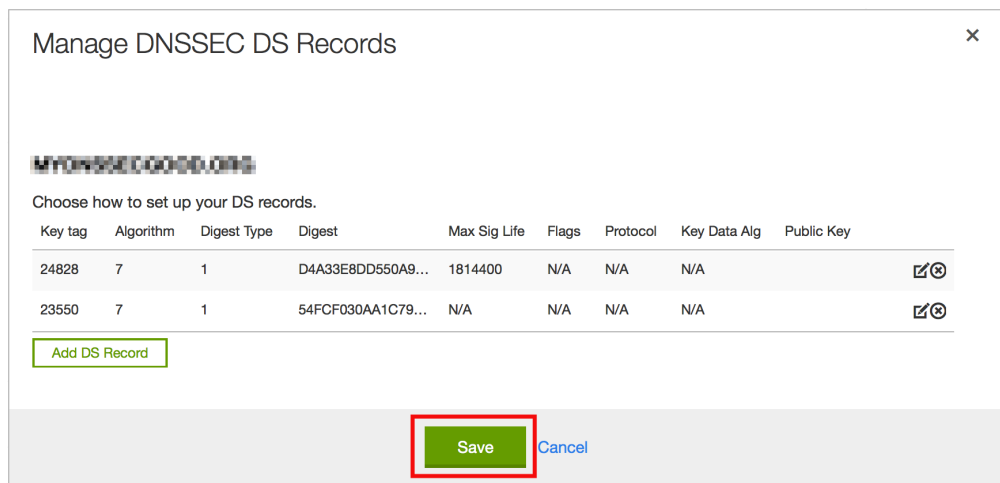 Manage DNSSEC DS Records
Choose how to set up your DS records.
Key tag Algorithm Digest Type Digest Max Sig Life Flags Protocol Key Data Alg Public Key
24828 7 1 D4A33E8DD550A9... 1814400 N/A N/A N/A
23550 7 1 54FCF030AA1C79... N/A N/A N/A N/A
Add DS Record
Save Cancel